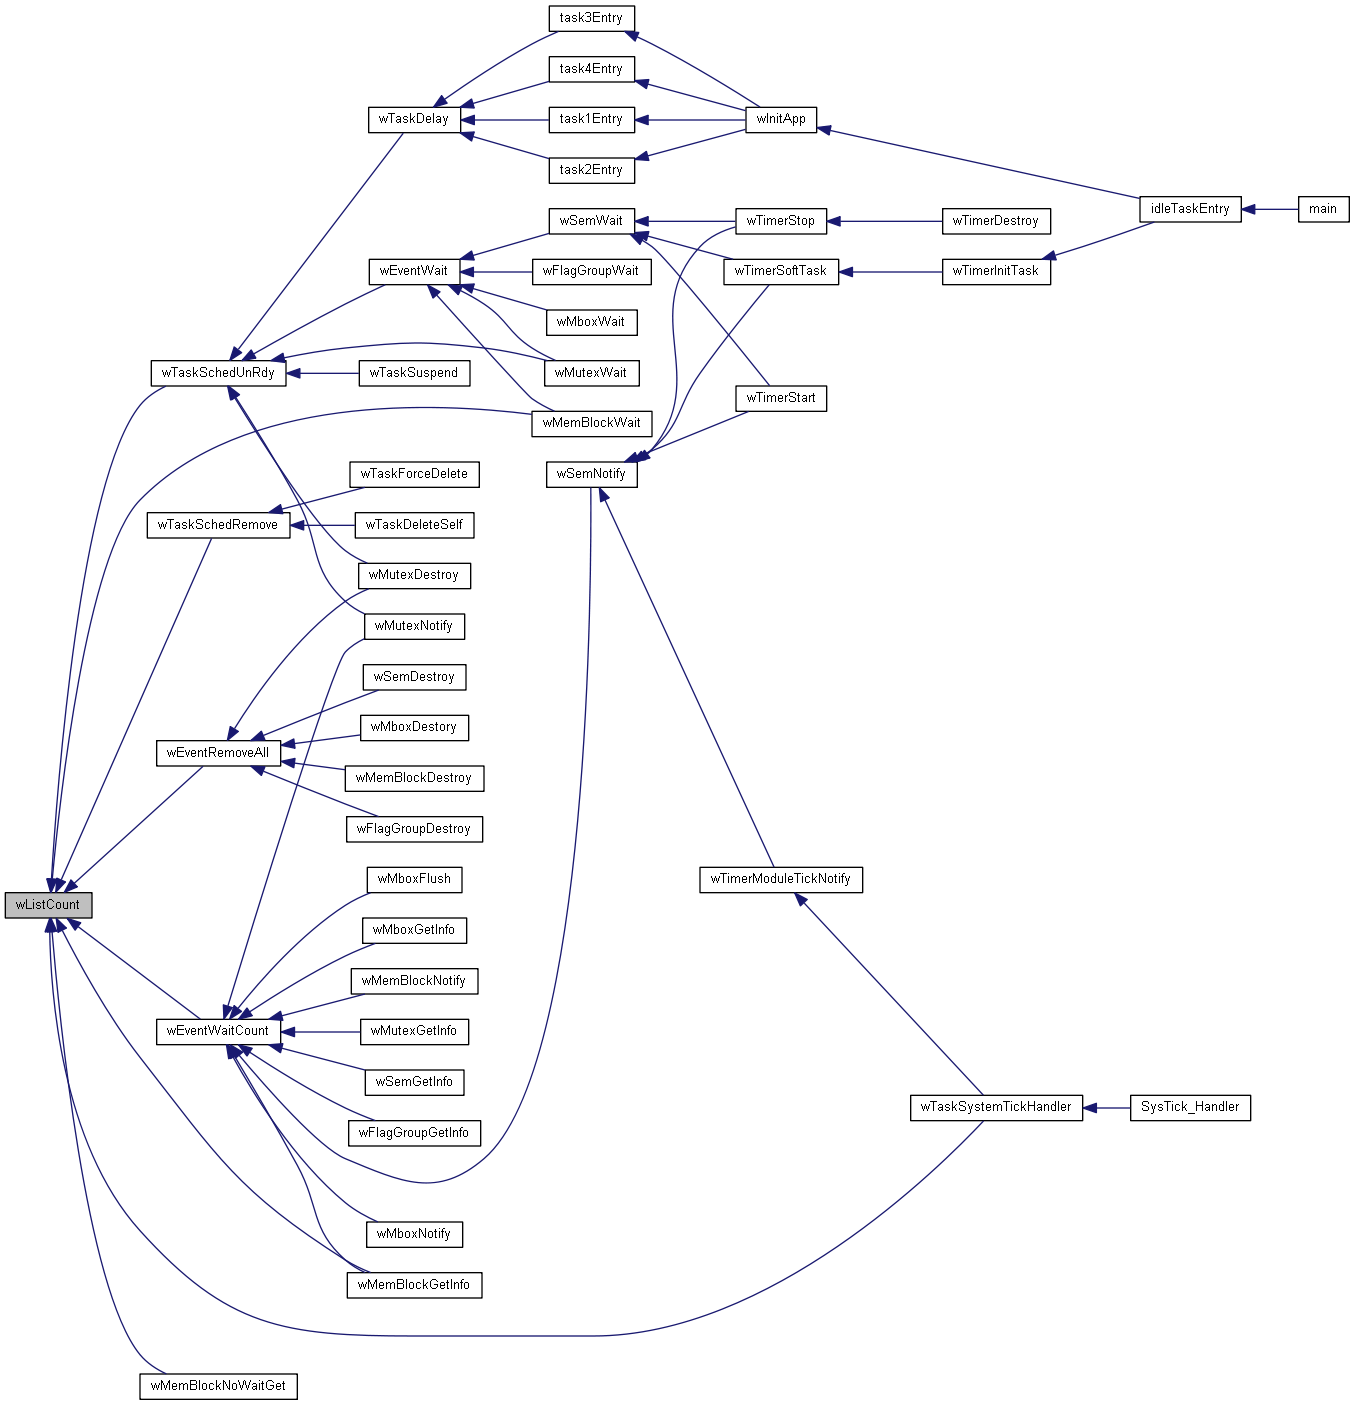 task3Entry
task4Entry
wTaskDelay
task1Entry
wInitApp
task2Entry
idleTaskEntry
main
wSemWait
wTimerStop
wTimerDestroy
wEventWait
wFlagGroupWait
wTimerSoftTask
wTimerInitTask
wMboxWait
wTaskSchedUnRdy
wTaskSuspend
wMutexWait
wTimerStart
wMemBlockWait
wTaskForceDelete
wSemNotify
wTaskSchedRemove
wTaskDeleteSelf
wMutexDestroy
wMutexNotify
wSemDestroy
wMboxDestory
wEventRemoveAll
wMemBlockDestroy
wFlagGroupDestroy
wMboxFlush
wTimerModuleTickNotify
wListCount
wMboxGetInfo
wMemBlockNotify
wEventWaitCount
wMutexGetInfo
wSemGetInfo
wTaskSystemTickHandler
SysTick_Handler
wFlagGroupGetInfo
wMboxNotify
wMemBlockGetInfo
wMemBlockNoWaitGet